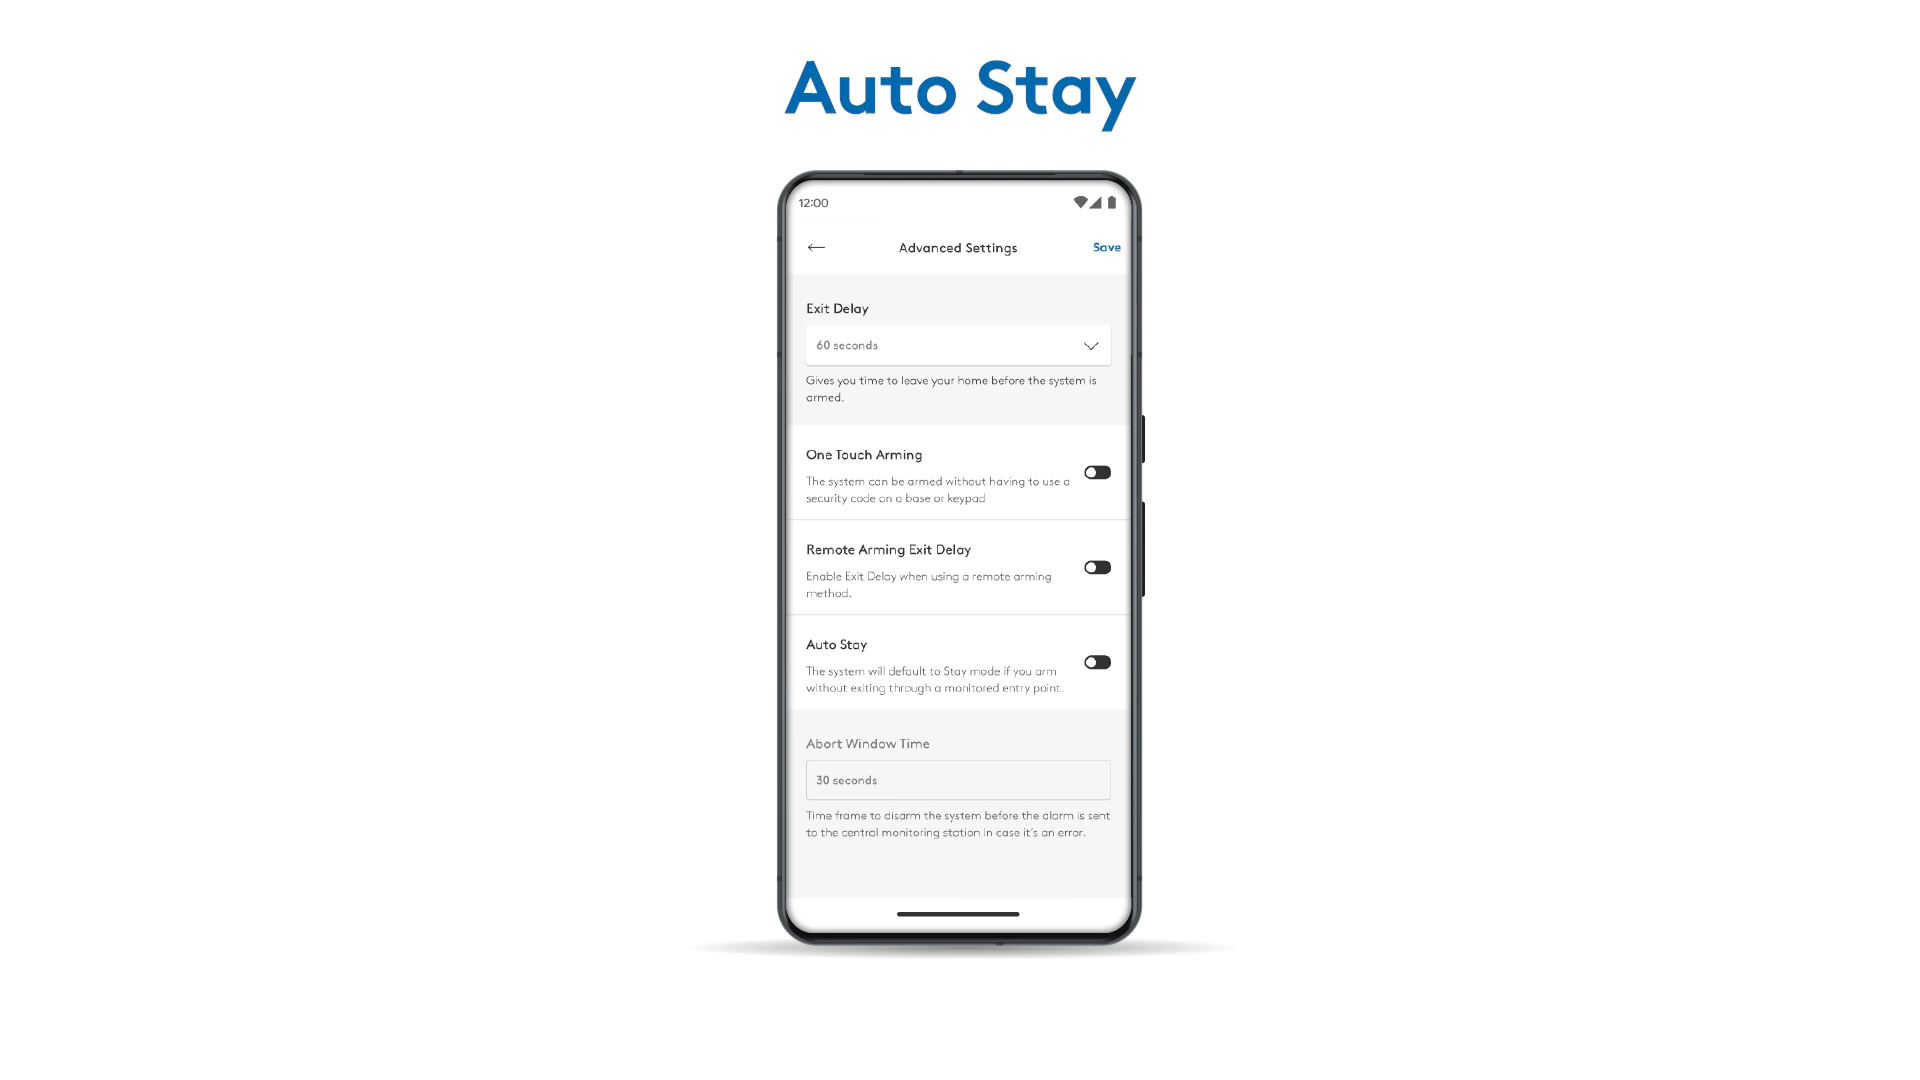 Auto Stay
12:00
Advanced Settings
Save
Exit Delay
60 seconds
Gives you time to leave your home before the system is
armed.
One Touch Arming
The system can be armed without having to use a
security code on a base or keypad
Remote Arming Exit Delay
Enable Exit Delay when using a remote arming
method.
Auto Stay
The system will default to Stay mode if you arm
without exiting through a monitored entry point.
Abort Window Time
30 seconds
Time frame to disarm the system before the alarm is sent
to the central monitoring station in case it's an error.